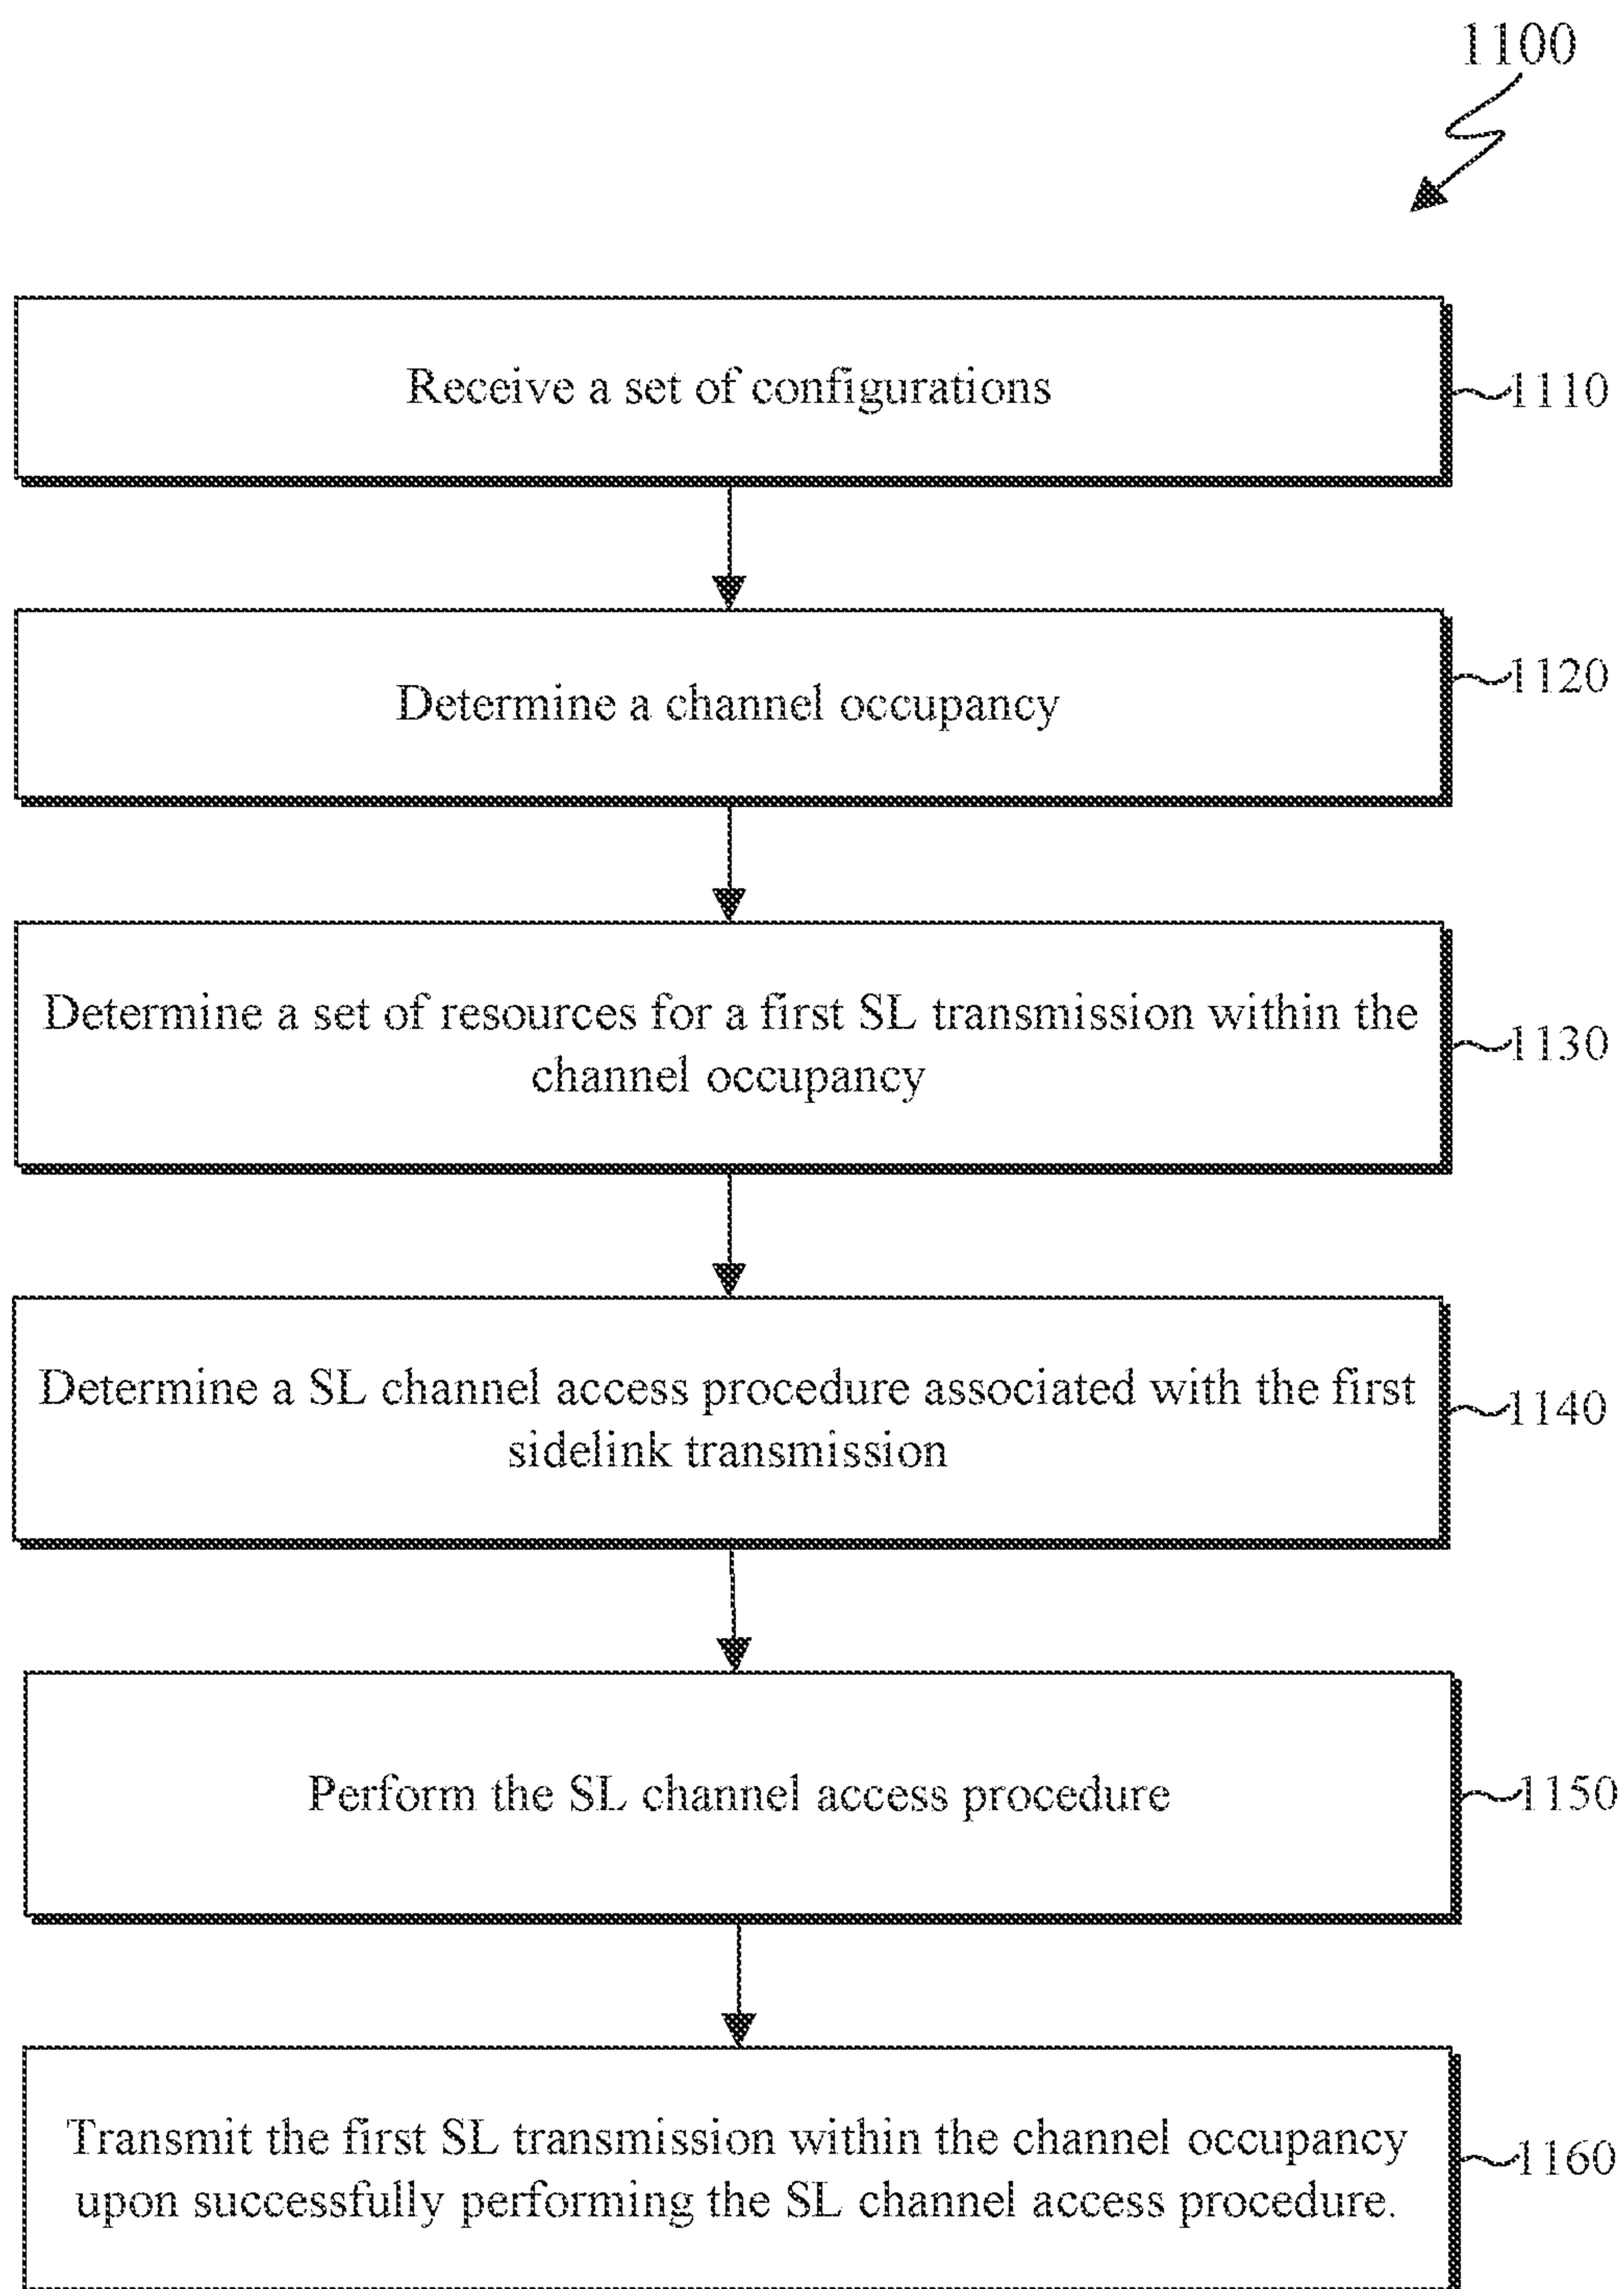 1100
Receive a set of configurations
1110
Determine a channel occupancy
1120
Determine a set of resources for a first SL transmission within the
channel occupancy
1130
Determine a SL channel access procedure associated with the first
sidelink transmission
1140
Perform the SL channel access procedure
1150
Transmit the first SL transmission within the channel occupancy
upon successfully performing the SL channel access procedure.
1160